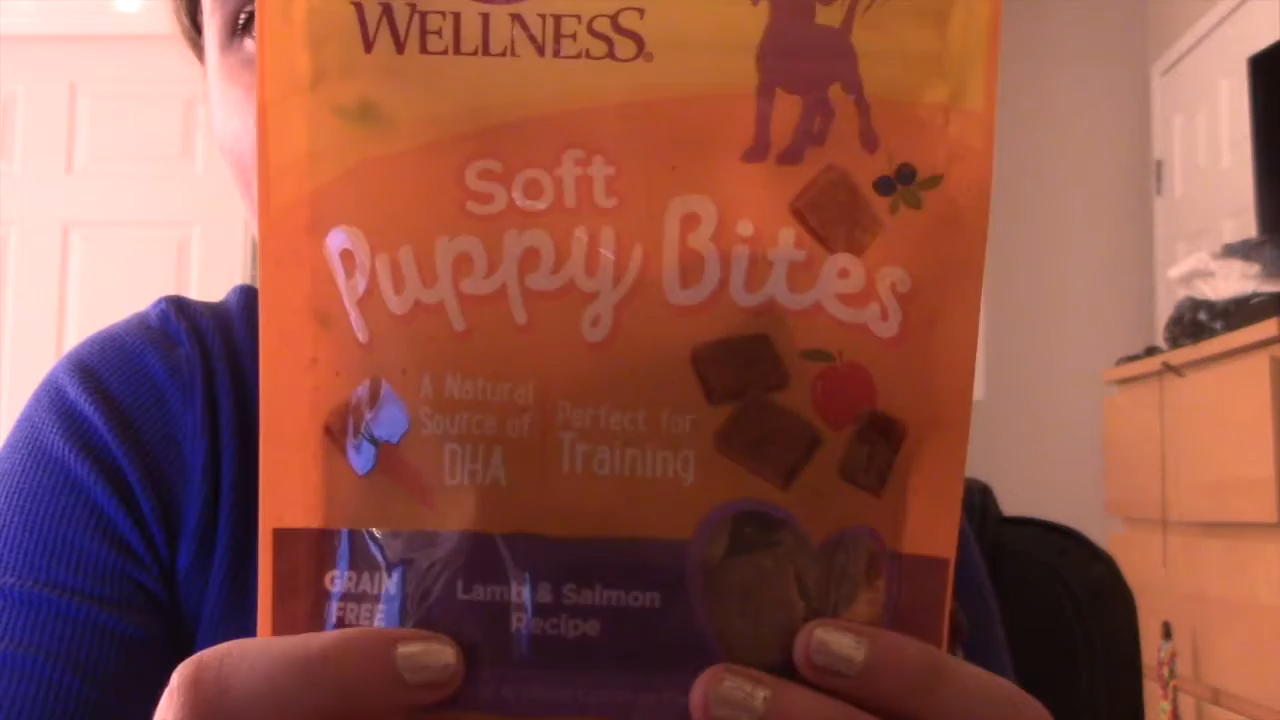 WELLNESS®
Soft
Puppy Bites
A Natural
Source of
DHA
Perfect for
Training
GRAIN
FREE
Lamb & Salmon
Recipe